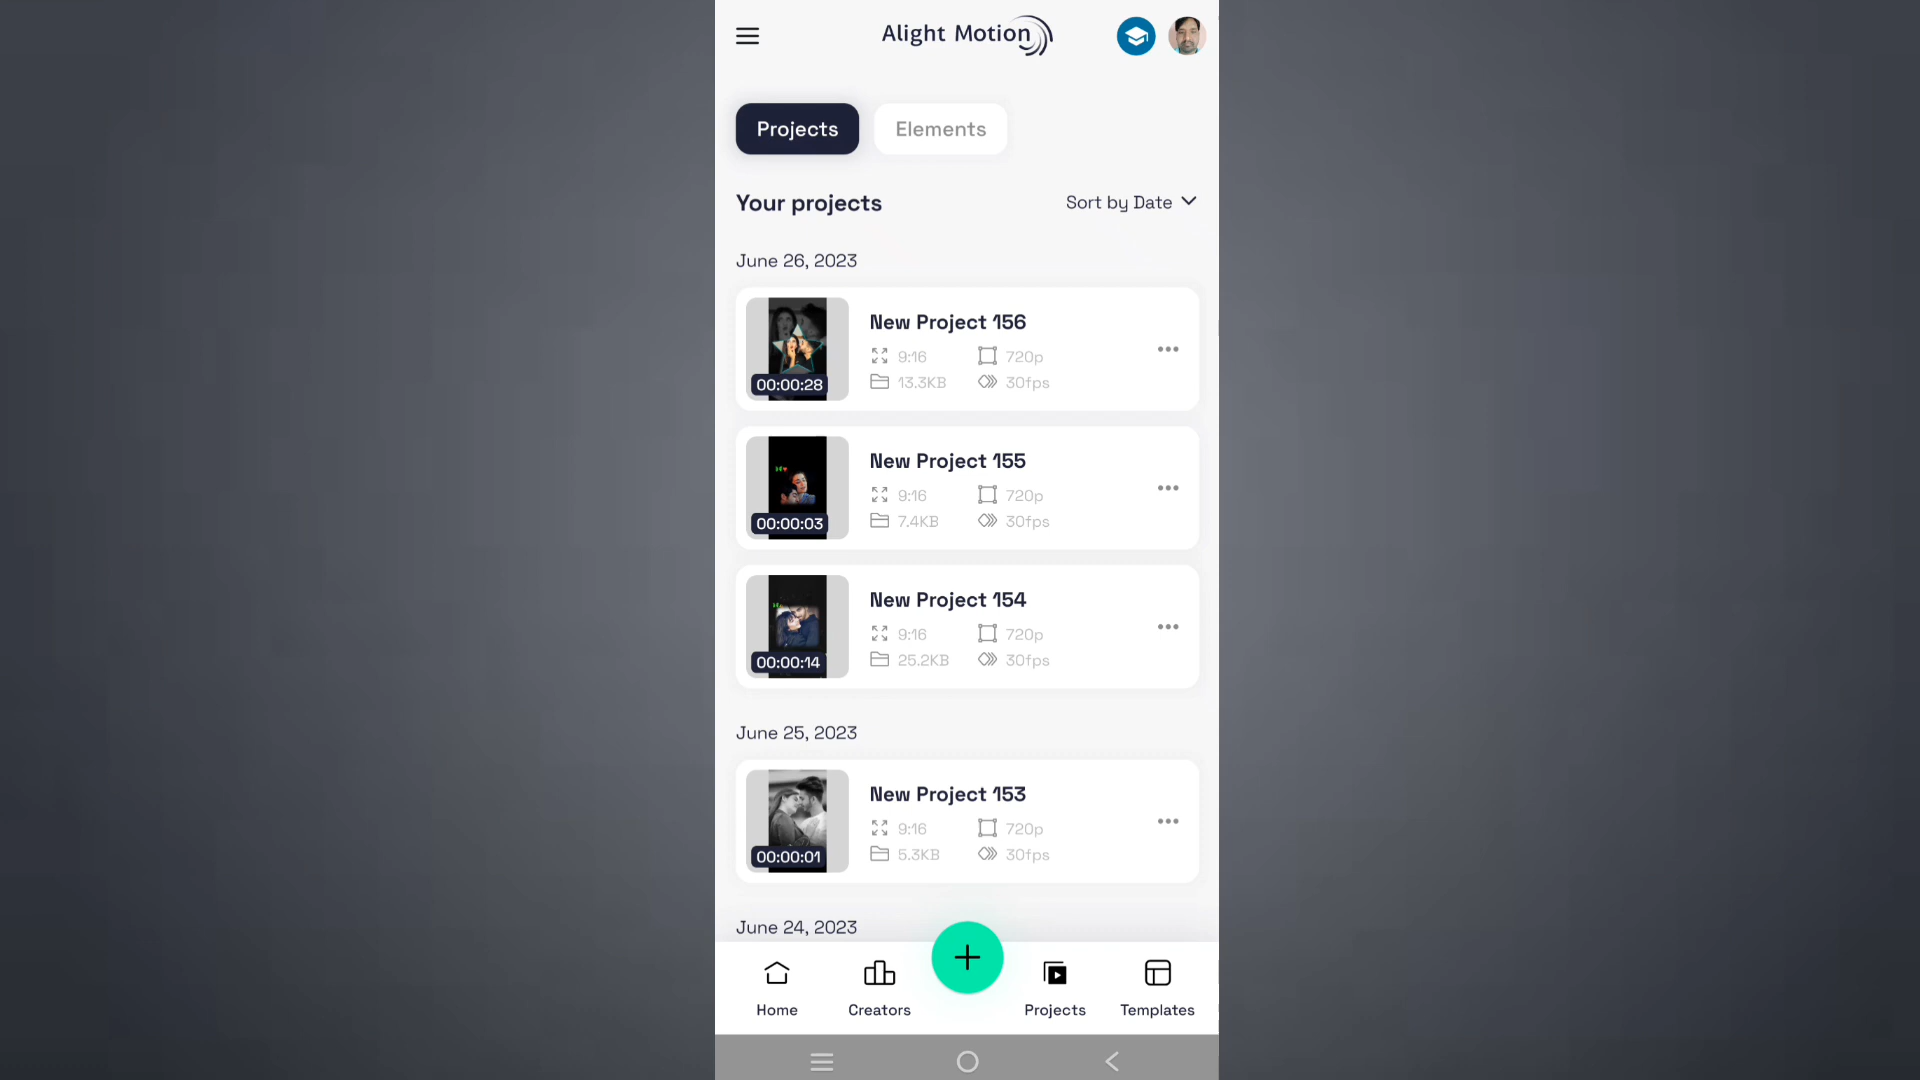 Alight Motion
Projects
Elements
Your projects
Sort by Date
June 26, 2023
New Project 156
9:16
720p
13.3KB
30fps
00:00:28
New Project 155
9:16
720p
7.4KB
30fps
00:00:03
New Project 154
9:16
720p
25.2KB
30fps
00:00:14
June 25, 2023
New Project 153
9:16
720p
5.3KB
30fps
00:00:01
June 24, 2023
Home
Creators
Projects
Templates